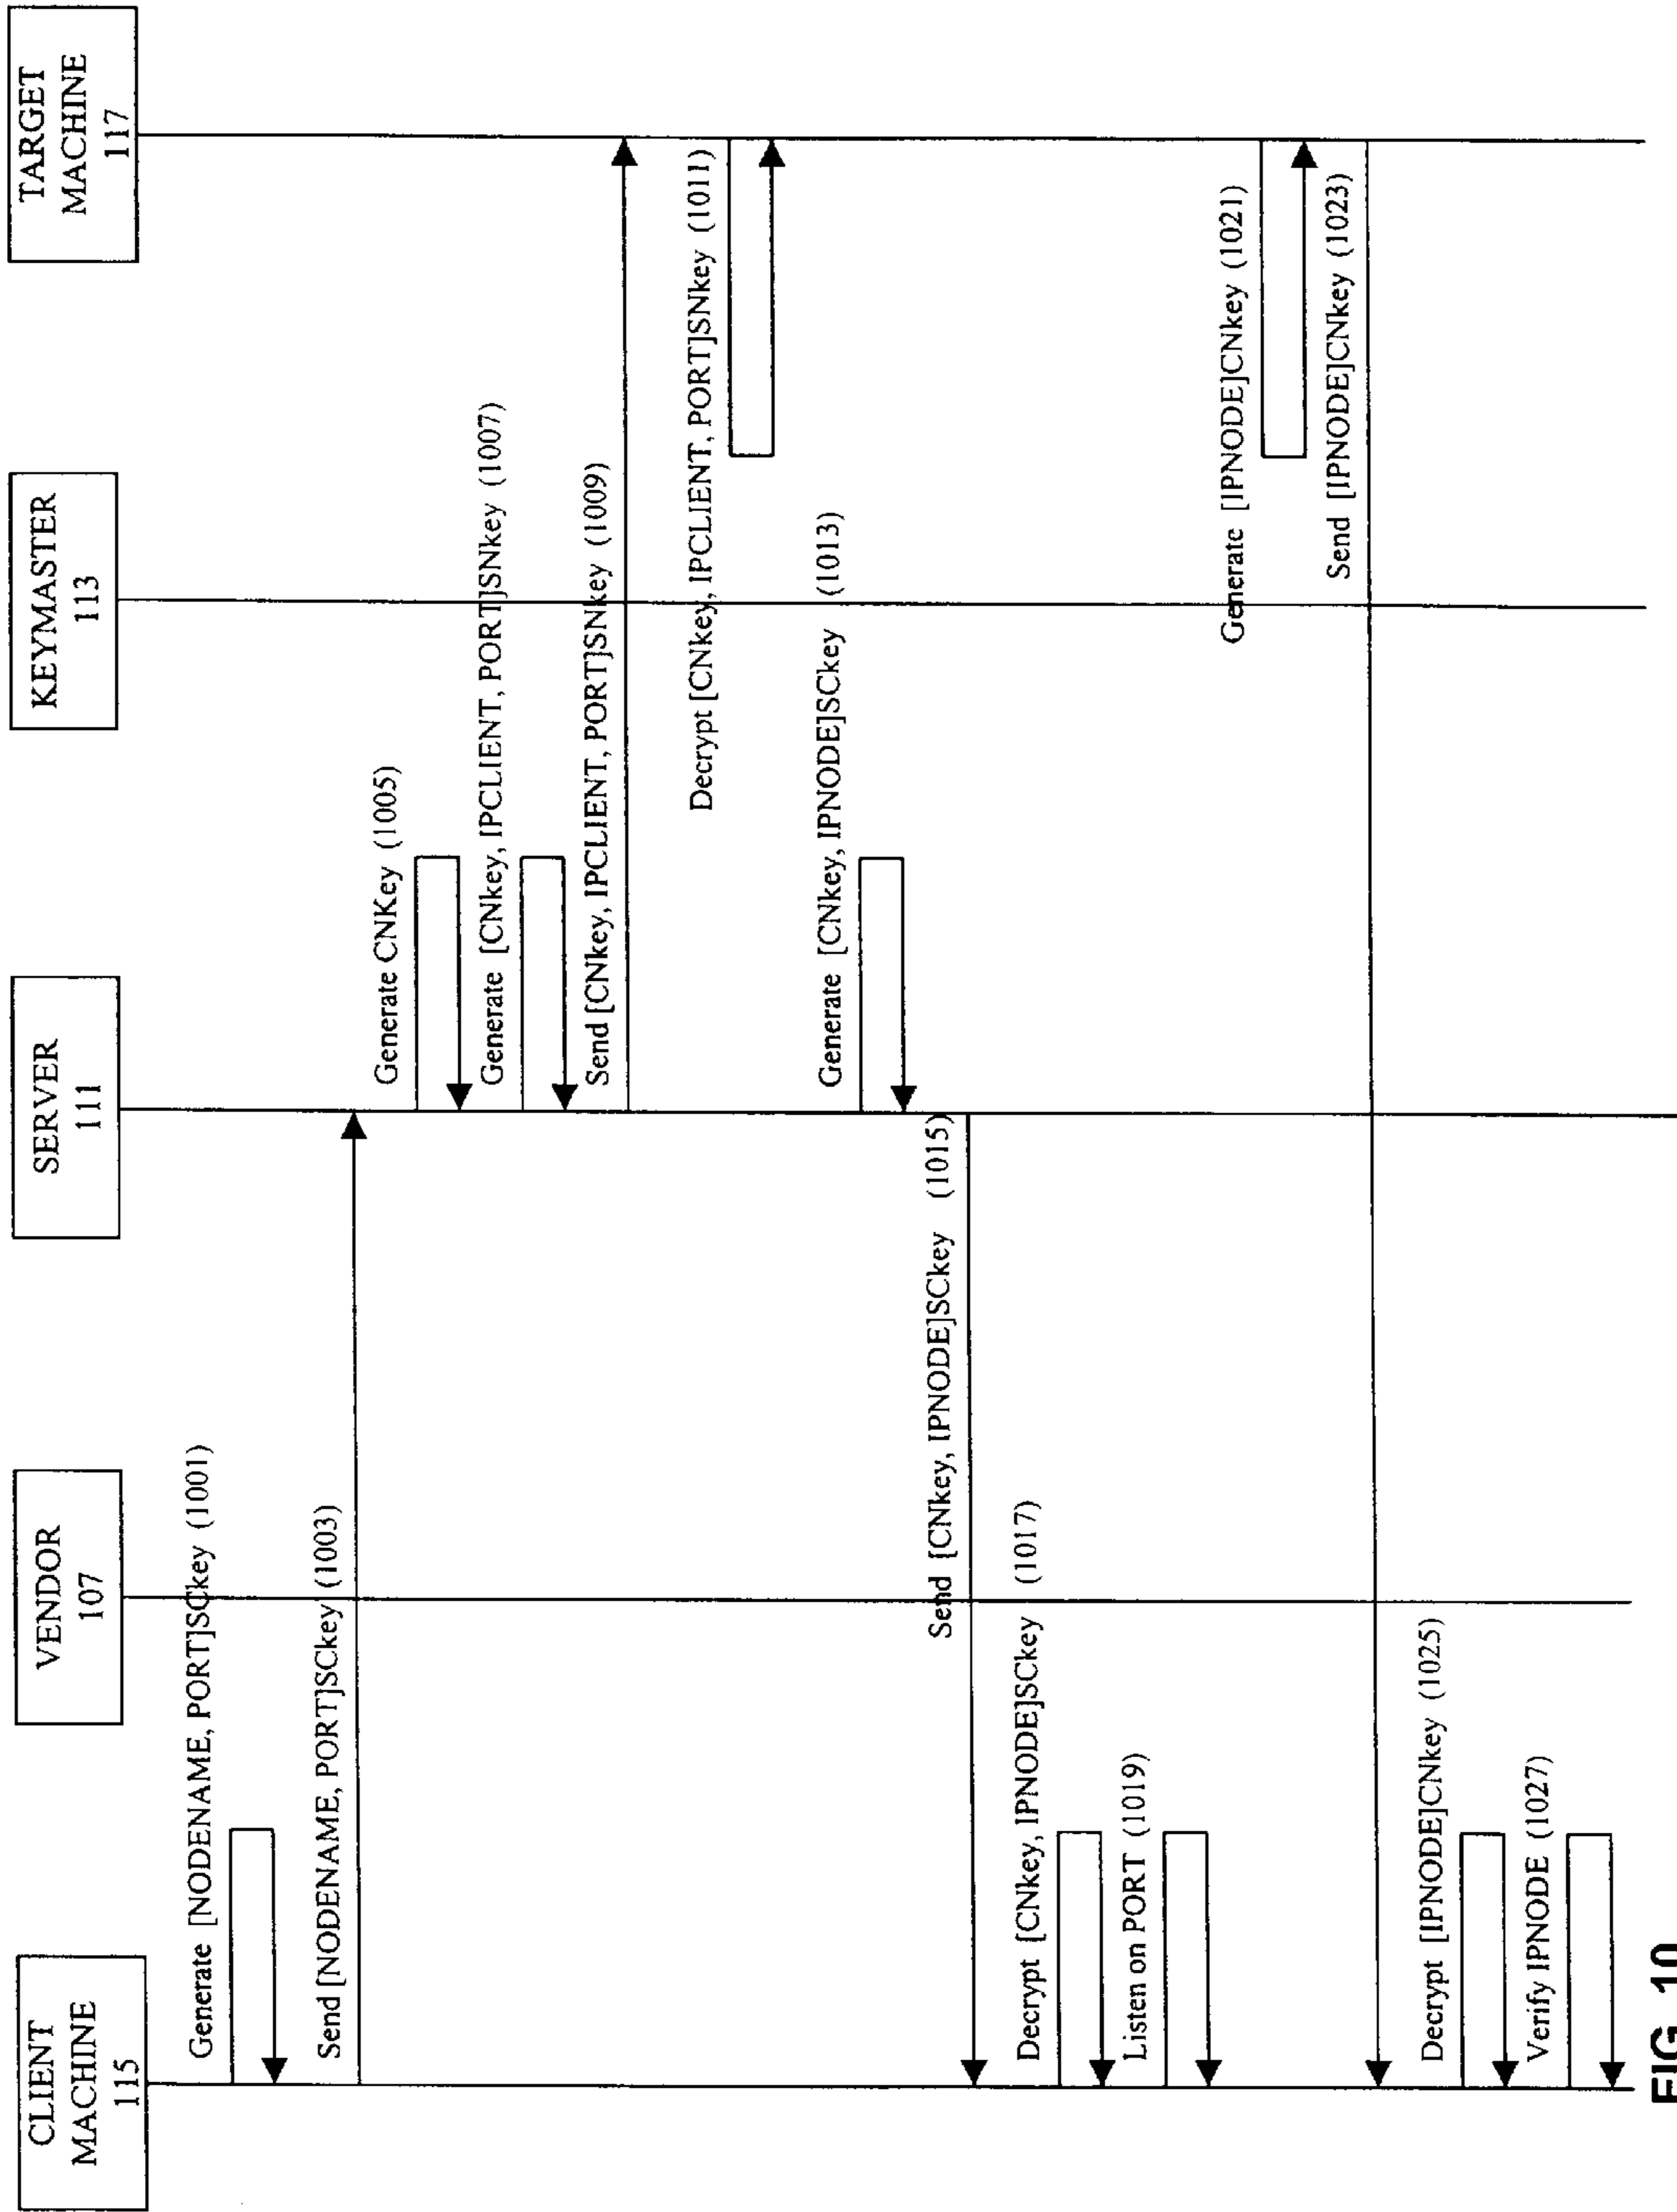 CLIENT
MACHINE
115
VENDOR
107
SERVER
111
KEYMASTER
113
TARGET
MACHINE
117
Generate [NODENAME, PORT]SCkey (1001)
Send [NODENAME, PORT]SCkey (1003)
Generate CNKey (1005)
Generate [CNkey, IPCLIENT, PORT]SNkey (1007)
Send [CNkey, IPCLIENT, PORT]SNkey (1009)
Decrypt [CNkey, IPCLIENT, PORT]SNkey (1011)
Generate [CNkey, IPNODE]SCkey (1013)
Send [CNkey, IPNODE]SCkey (1015)
Decrypt [CNkey, IPNODE]SCkey (1017)
Listen on PORT (1019)
Generate [IPNODE]CNkey (1021)
Send [IPNODE]CNkey (1023)
Decrypt [IPNODE]CNkey (1025)
Verify IPNODE (1027)
FIG. 10